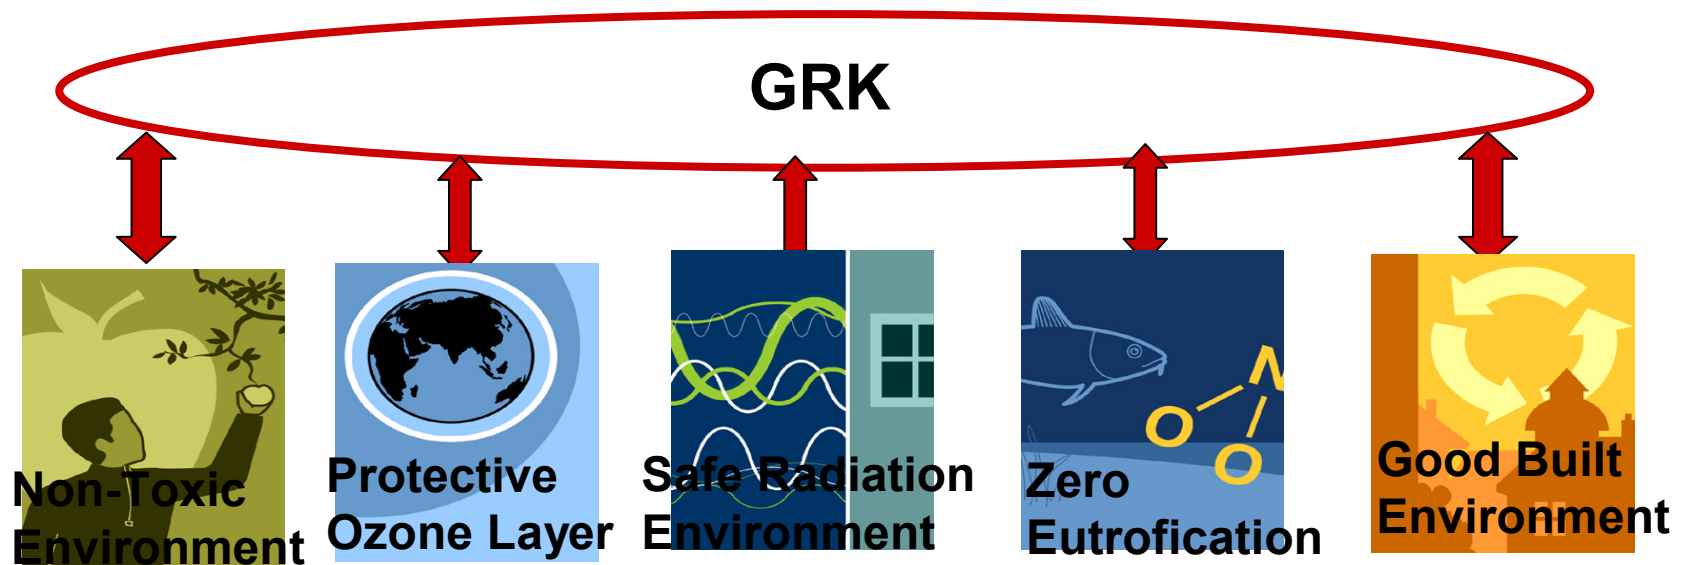 GRK
Non-Toxic
Environment
Protective
Ozone Layer
Safe Radiation
Environment
Zero
Eutrofication
Good Built
Environment
N
O
O